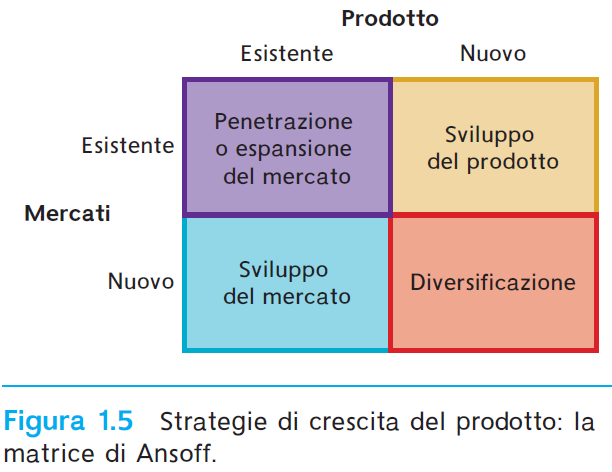 Prodotto
Esistente
Nuovo
Esistente
Penetrazione
o espansione
del mercato
Sviluppo
del prodotto
Mercati
Nuovo
Sviluppo
del mercato
Diversificazione
Figura 1.5 Strategie di crescita del prodotto: la
matrice di Ansoff.